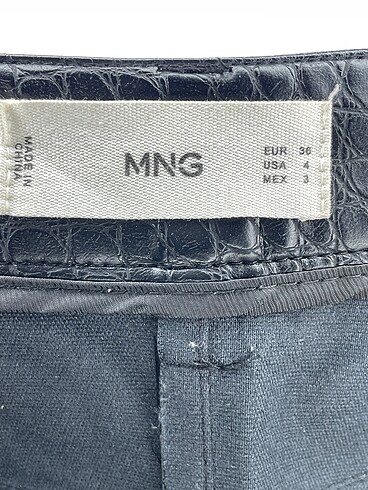 MADE IN
CHINA
MNG
EUR 36
USA 4
MEX 3